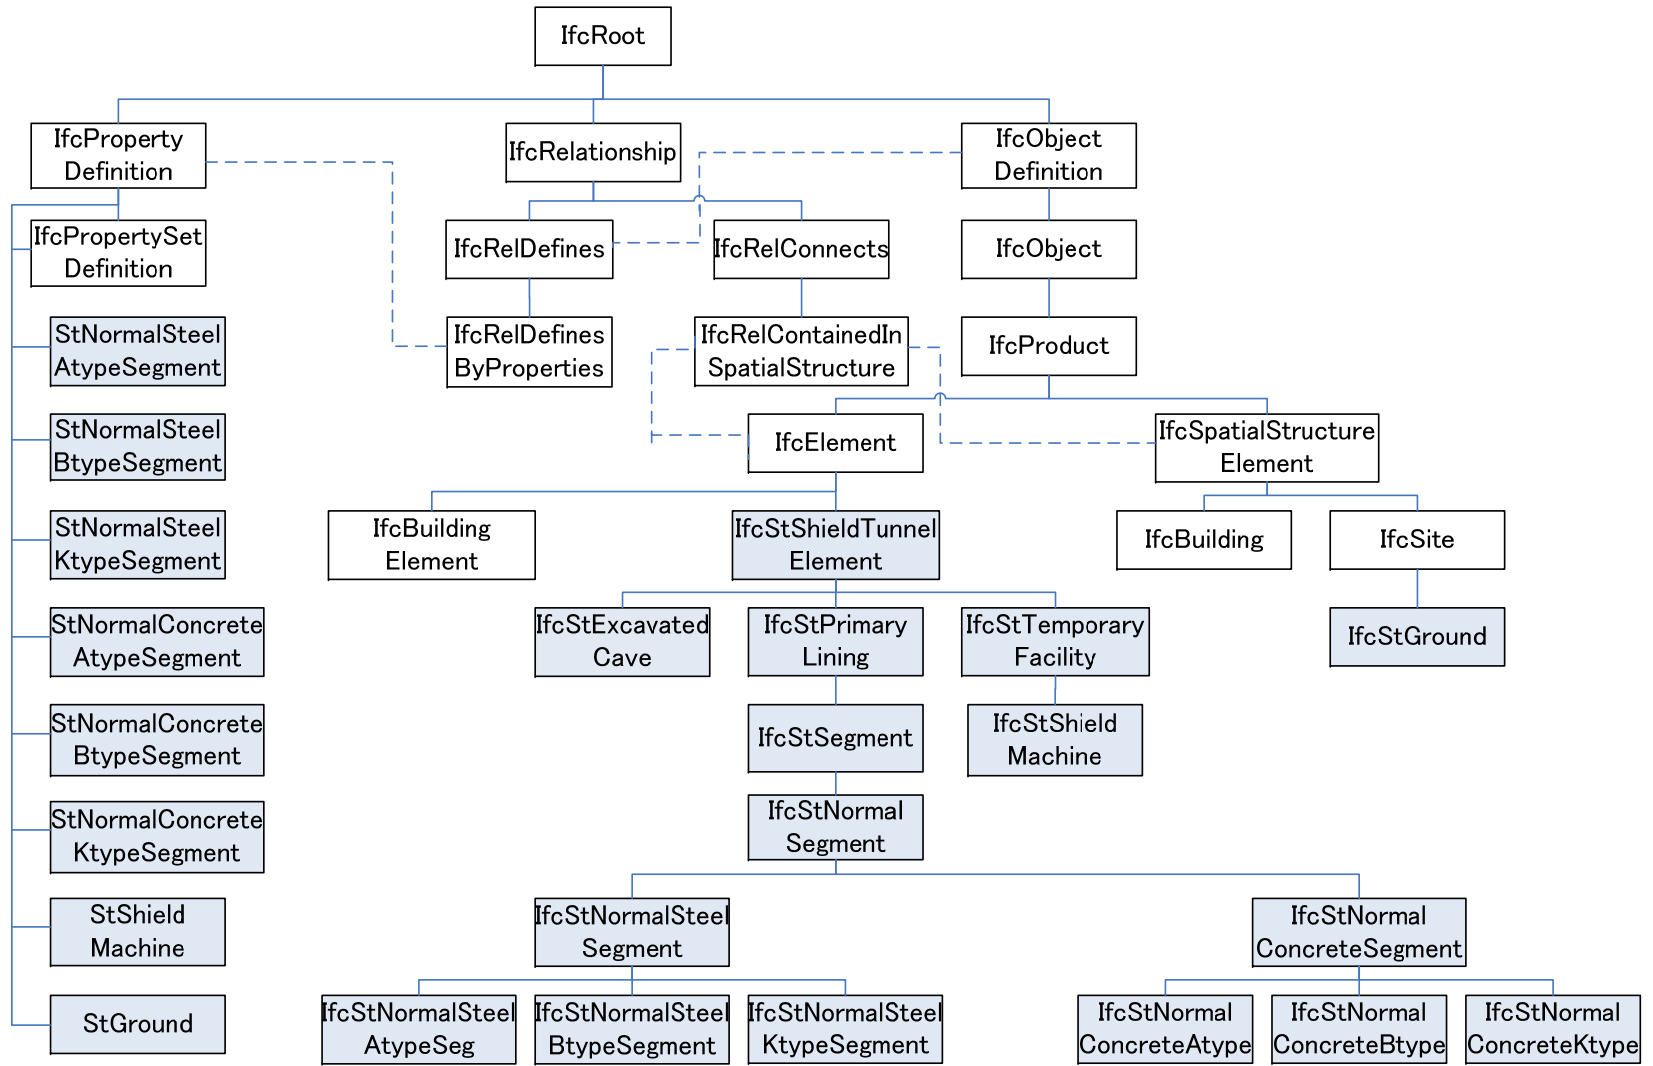 IfcRoot
IfcProperty
Definition
IfcRelationship
IfcObject
Definition
IfcPropertySet
Definition
IfcRelDefines
IfcRelConnects
IfcObject
StNormalSteel
AtypeSegment
IfcRelDefines
ByProperties
IfcRelContainedIn
SpatialStructure
IfcProduct
StNormalSteel
BtypeSegment
IfcElement
IfcSpatialStructure
Element
StNormalSteel
KtypeSegment
IfcBuilding
Element
IfcStShieldTunnel
Element
IfcBuilding
IfcSite
StNormalConcrete
AtypeSegment
IfcStExcavated
Cave
IfcStPrimary
Lining
IfcStTemporary
Facility
IfcStGround
StNormalConcrete
BtypeSegment
IfcStSegment
IfcStShield
Machine
StNormalConcrete
KtypeSegment
IfcStNormal
Segment
StShield
Machine
IfcStNormalSteel
Segment
IfcStNormal
ConcreteSegment
StGround
IfcStNormalSteel
AtypeSeg
IfcStNormalSteel
BtypeSegment
IfcStNormalSteel
KtypeSegment
IfcStNormal
ConcreteAtype
IfcStNormal
ConcreteBtype
IfcStNormal
ConcreteKtype